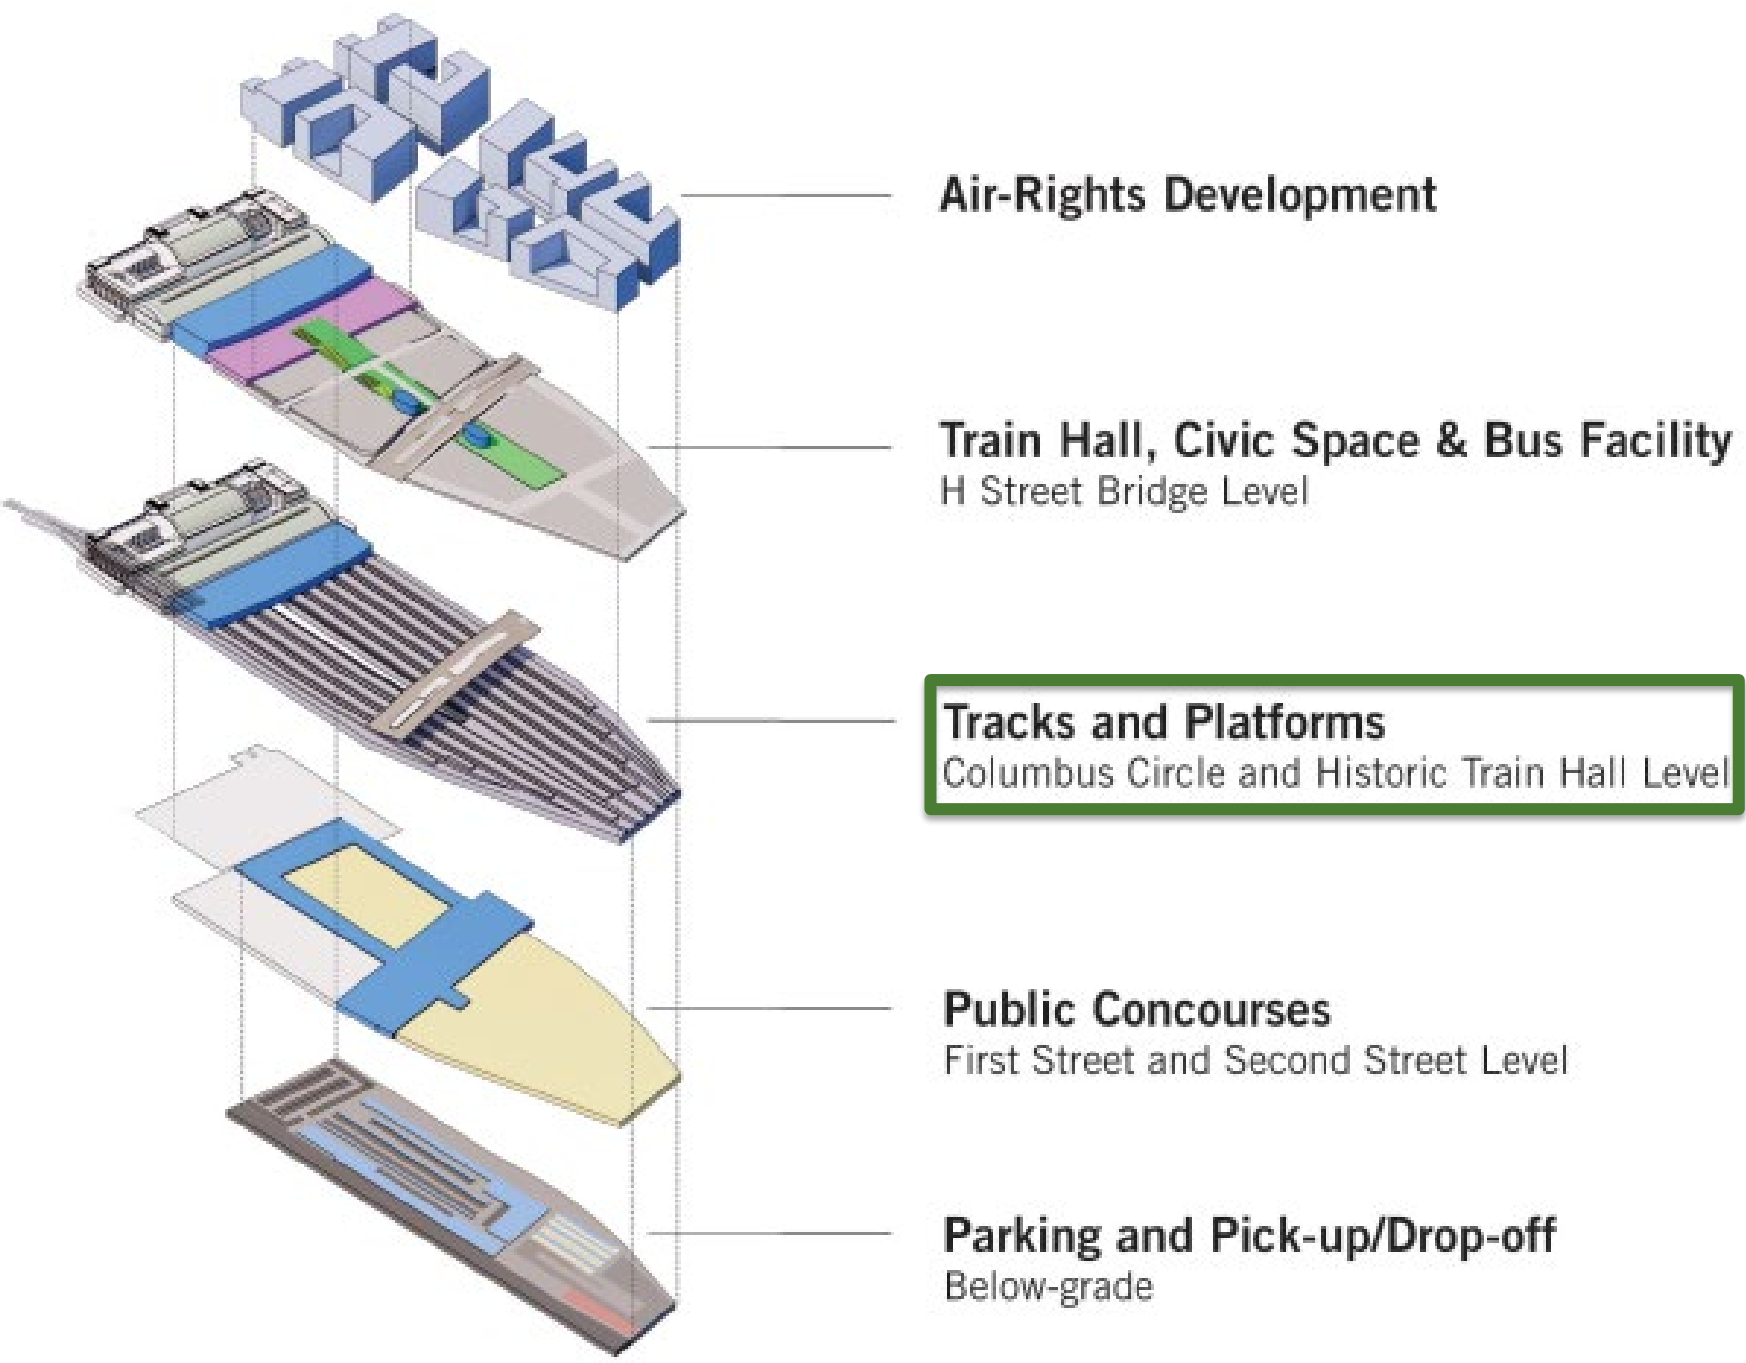 Air-Rights Development
Train Hall, Civic Space & Bus Facility
H Street Bridge Level
Tracks and Platforms
Columbus Circle and Historic Train Hall Level
Public Concourses
First Street and Second Street Level
Parking and Pick-up/Drop-off
Below-grade